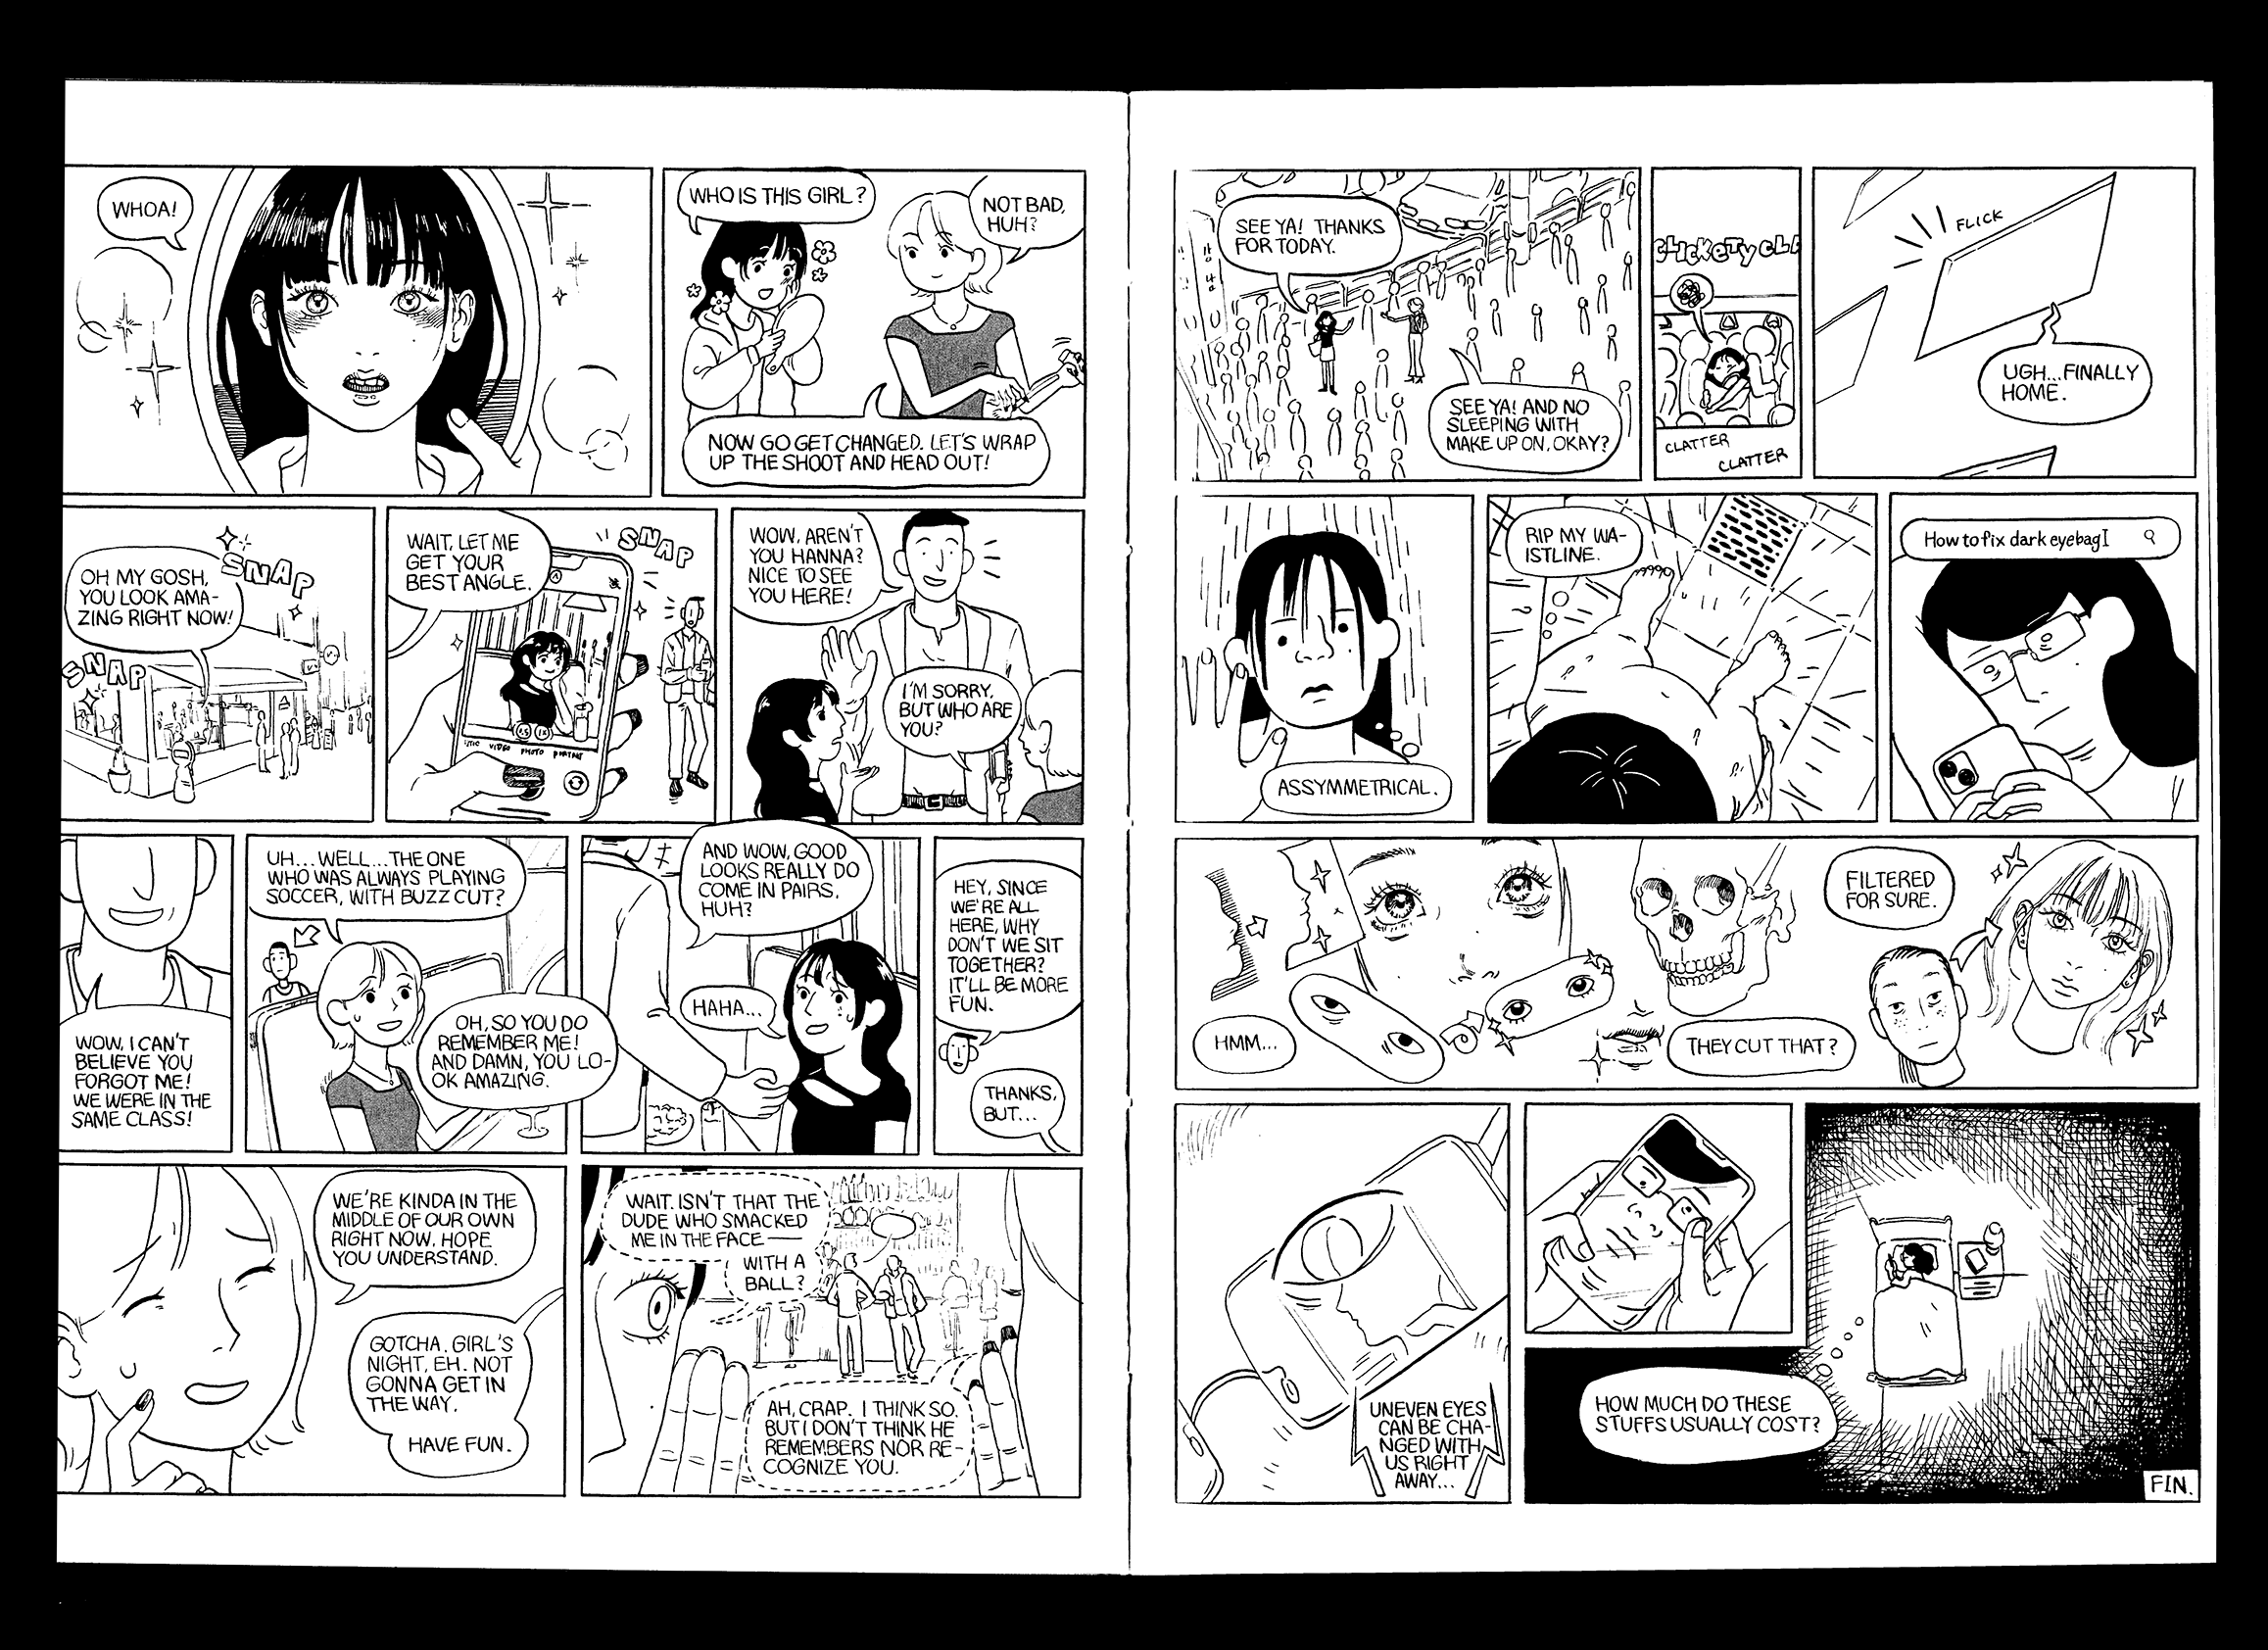 WHOA!
WHO IS THIS GIRL?
NOT BAD,
HUH?
NOW GO GET CHANGED. LET'S WRAP
UP THE SHOOT AND HEAD OUT!
OH MY GOSH,
YOU LOOK AMA-
ZING RIGHT NOW!
SNAP
SNAP
WAIT, LET ME
GET YOUR
BEST ANGLE.
SNAP
VIDEO PHOTO PORTRAIT
WOW, AREN'T
YOU HANNA?
NICE TO SEE
YOU HERE!
I'M SORRY,
BUT WHO ARE
YOU?
WOW, I CAN'T
BELIEVE YOU
FORGOT ME!
WE WERE IN THE
SAME CLASS!
UH...WELL...THE ONE
WHO WAS ALWAYS PLAYING
SOCCER, WITH BUZZ CUT?
OH, SO YOU DO
REMEMBER ME!
AND DAMN, YOU LO-
OK AMAZING.
AND WOW, GOOD
LOOKS REALLY DO
COME IN PAIRS,
HUH?
HAHA...
HEY, SINCE
WE'RE ALL
HERE, WHY
DON'T WE SIT
TOGETHER?
IT'LL BE MORE
FUN.
THANKS,
BUT...
WE'RE KINDA IN THE
MIDDLE OF OUR OWN
RIGHT NOW. HOPE
YOU UNDERSTAND.
GOTCHA. GIRL'S
NIGHT, EH. NOT
GONNA GET IN
THE WAY.
HAVE FUN.
WAIT. ISN'T THAT THE
DUDE WHO SMACKED
ME IN THE FACE —
WITH A
BALL?
AH, CRAP. I THINK SO.
BUT I DON'T THINK HE
REMEMBERS NOR RE-
COGNIZE YOU.
SEE YA! THANKS
FOR TODAY.
SEE YA! AND NO
SLEEPING WITH
MAKE UP ON, OKAY?
CLICKETY CLA
CLATTER
CLATTER
FLICK
UGH...FINALLY
HOME.
ASSYMMETRICAL.
RIP MY WA-
ISTLINE.
How to fix dark eyebag
HMM...
THEY CUT THAT?
FILTERED
FOR SURE.
UNEVEN EYES
CAN BE CHA-
NGED WITH
US RIGHT
AWAY...
HOW MUCH DO THESE
STUFFS USUALLY COST?
FIN.